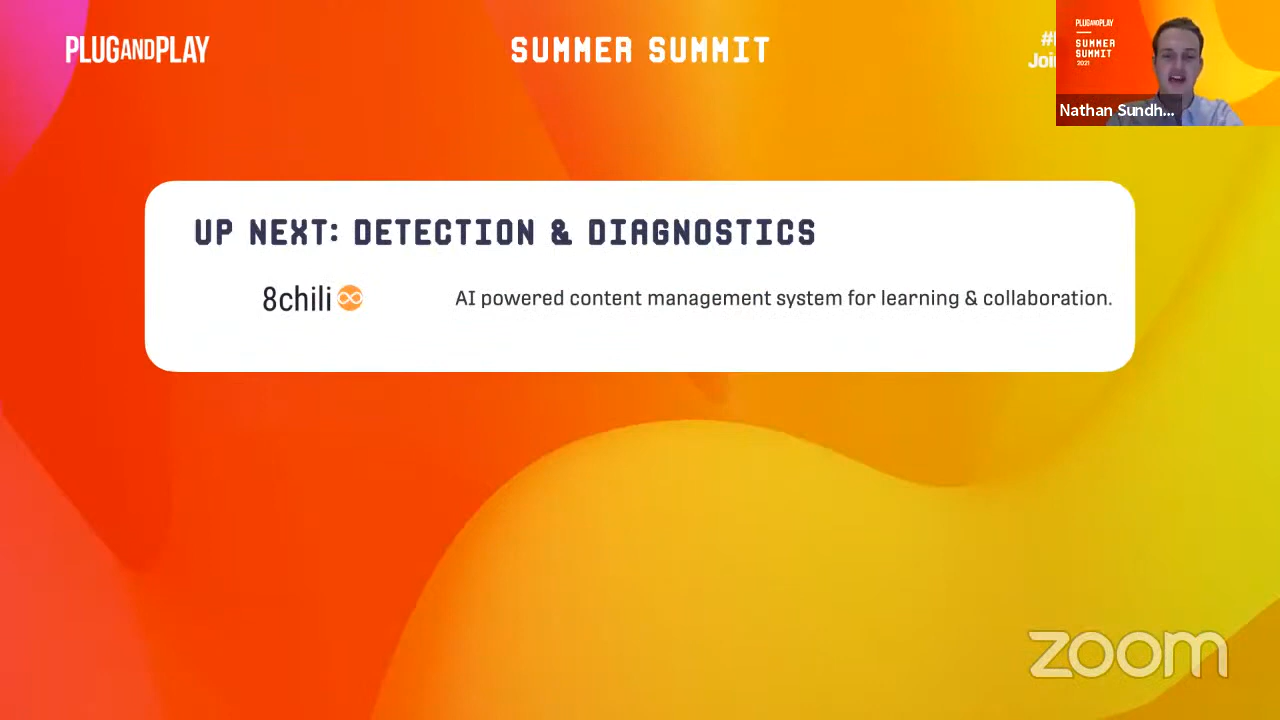 PLUGANDPLAY
SUMMER SUMMIT
PLUGANDPLAY
SUMMER
SUMMIT
2021
Nathan Sundh...
UP NEXT: DETECTION & DIAGNOSTICS
8chili
AI powered content management system for learning & collaboration.
zoom